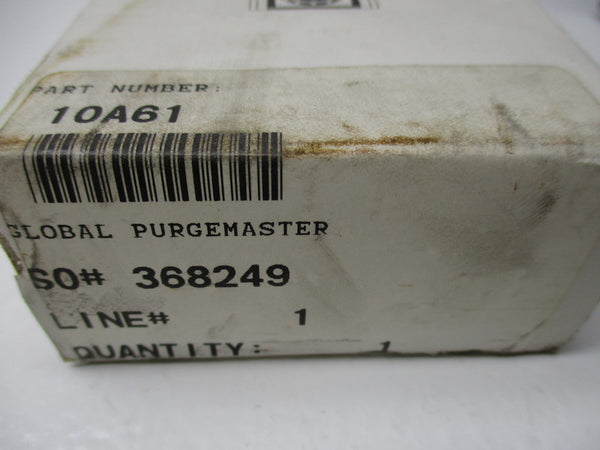 PART NUMBER:
10A61
GLOBAL PURGEMASTER
SO# 368249
LINE# 1
QUANTITY: 1